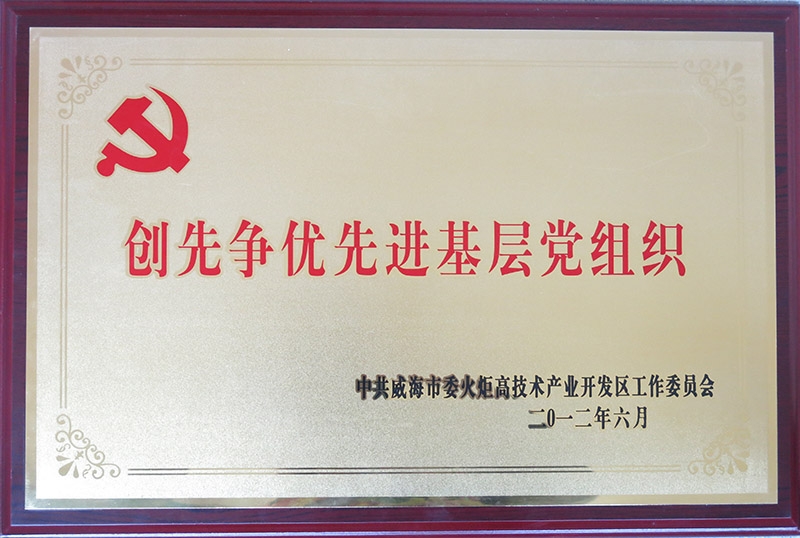 创先争优先进基层党组织
中共威海市委火炬高技术产业开发区工作委员会
二0一二年六月